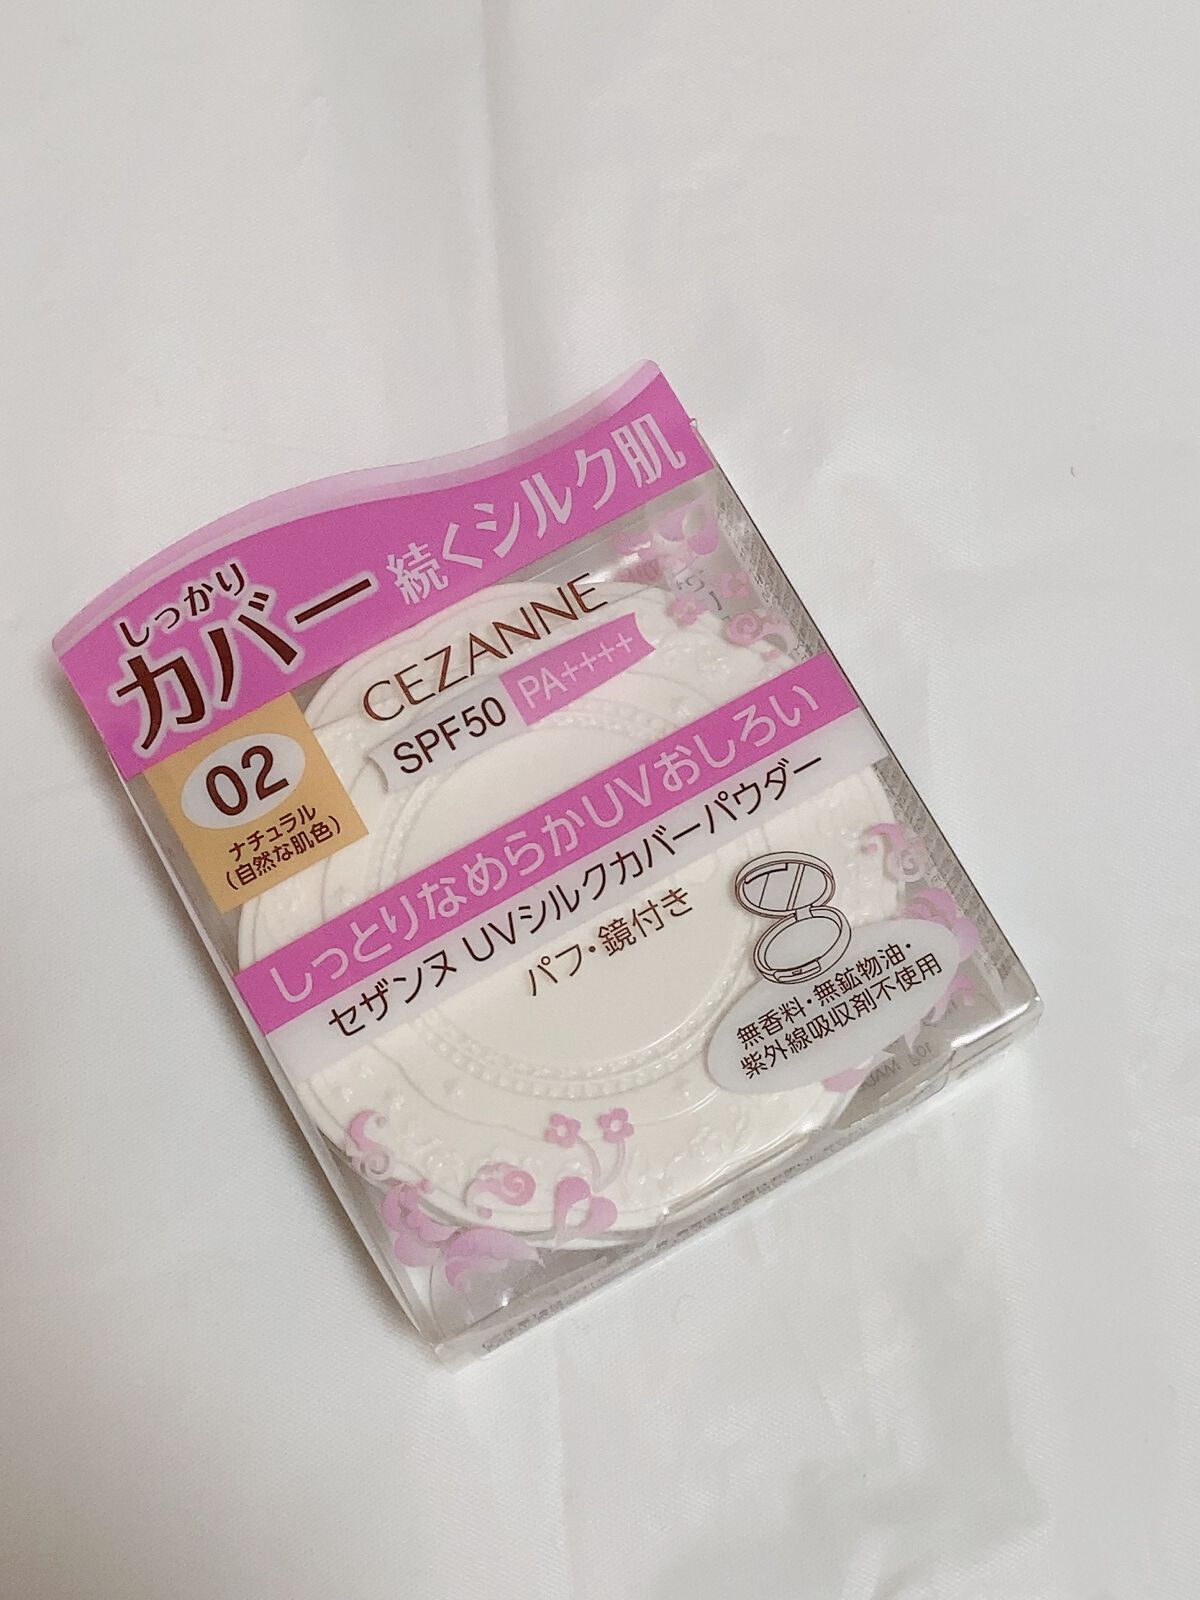 しっかり
カバー 続くシルク肌
CEZANNE
SPF50 PA++++
02
ナチュラル
(自然な肌色)
しっとりなめらかUVおしろい
セザンヌ UVシルクカバーパウダー
パフ・鏡付き
無香料・無鉱物油・
紫外線吸収剤不使用